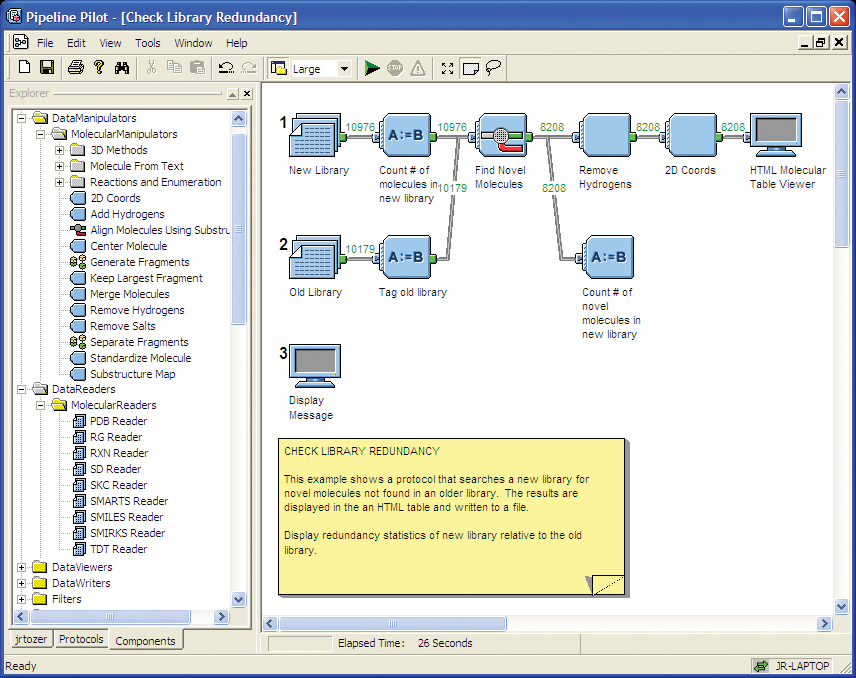 Pipeline Pilot - [Check Library Redundancy]
File Edit View Tools Window Help
Large
STOP
Explorer
DataManipulators
MolecularManipulators
3D Methods
Molecule From Text
Reactions and Enumeration
2D Coords
Add Hydrogens
Align Molecules Using Substru
Center Molecule
Generate Fragments
Keep Largest Fragment
Merge Molecules
Remove Hydrogens
Remove Salts
Separate Fragments
Standardize Molecule
Substructure Map
DataReaders
MolecularReaders
PDB Reader
RG Reader
RXN Reader
SD Reader
SKC Reader
SMARTS Reader
SMILES Reader
SMIRKS Reader
TDT Reader
DataViewers
DataWriters
Filters
jrtozer Protocols Components
1
10976
A:=B
10976
8208
8208
8208
New Library
Count # of
molecules in
new library
Find Novel
Molecules
Remove
Hydrogens
2D Coords
HTML Molecular
Table Viewer
10179
8208
2
10179
A:=B
A:=B
Old Library
Tag old library
Count # of
novel
molecules in
new library
3
Display
Message
CHECK LIBRARY REDUNDANCY
This example shows a protocol that searches a new library for
novel molecules not found in an older library. The results are
displayed in the an HTML table and written to a file.
Display redundancy statistics of new library relative to the old
library.
Elapsed Time: 26 Seconds
Ready
JR-LAPTOP